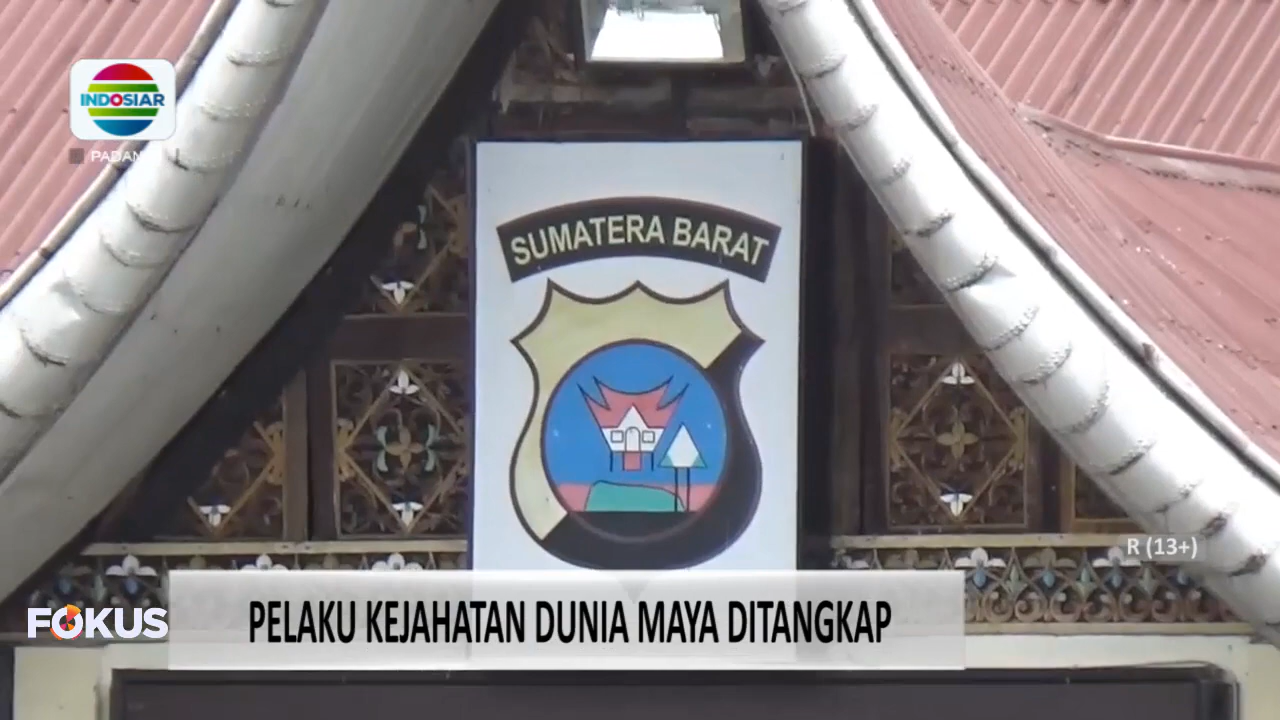 INDOSIAR
SUMATERA BARAT
R (13+)
FOKUS
PELAKU KEJAHATAN DUNIA MAYA DITANGKAP